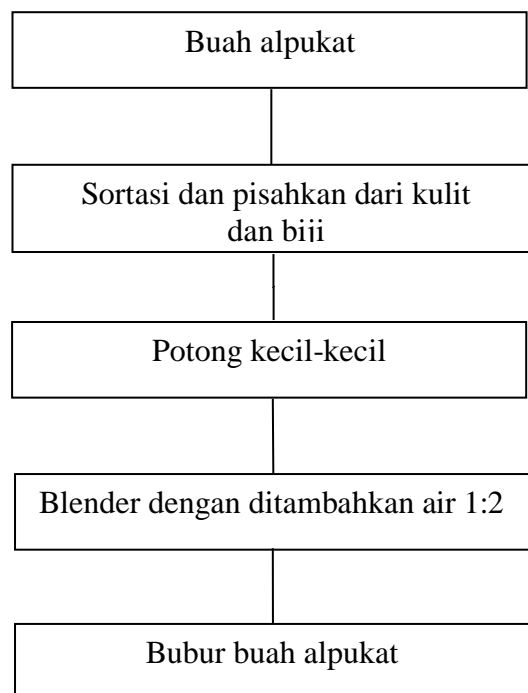 Buah alpukat
Sortasi dan pisahkan dari kulit
dan biji
Potong kecil-kecil
Blender dengan ditambahkan air 1:2
Bubur buah alpukat